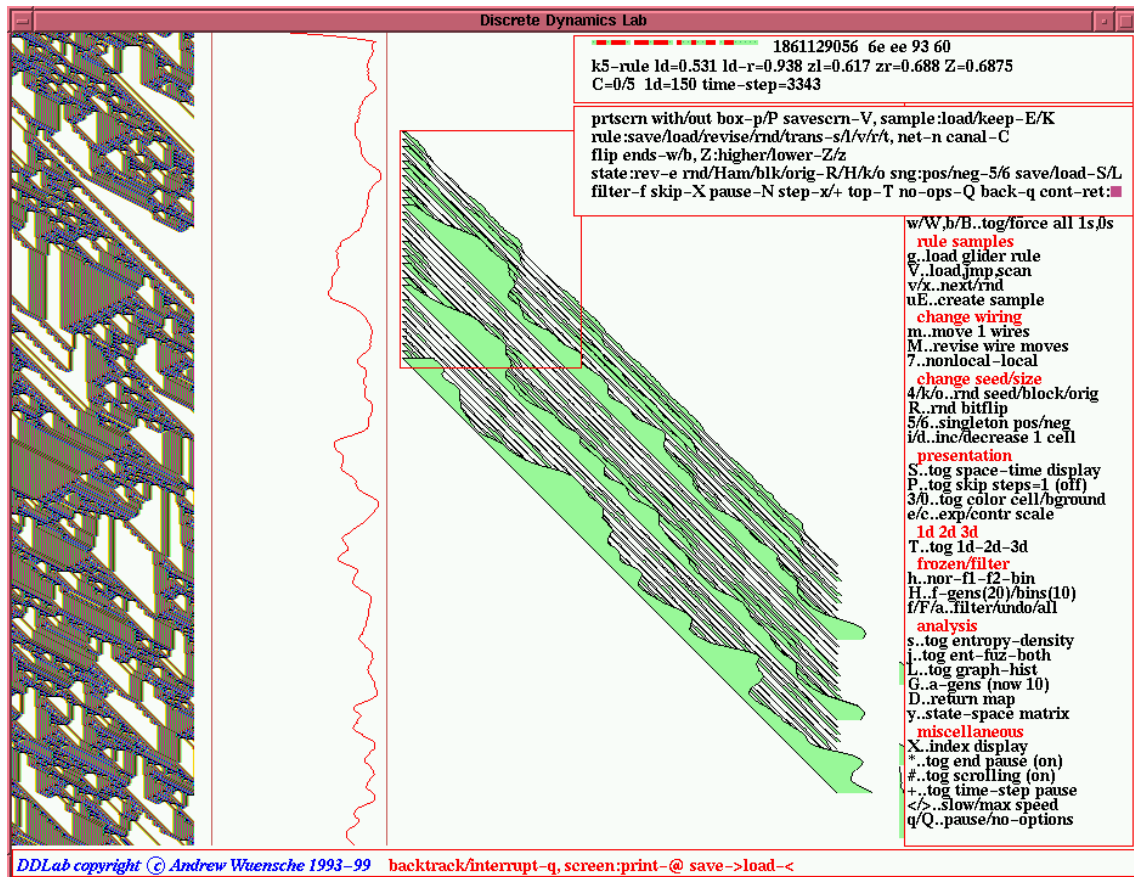 Discrete Dynamics Lab
1861129056 6e ee 93 60
k5-rule ld=0.531 ld-r=0.938 zl=0.617 zr=0.688 Z=0.6875
C=0/5 1d=150 time-step=3343
prtscrn with/out box-p/P savescrn-V, sample:load/keep-E/K
rule:save/load/revise/rnd/trans-s/l/v/r/t, net-n canal-C
flip ends-w/b, Z:higher/lower-Z/z
state:rev-e rnd/Ham/blk/orig-R/H/k/o sng:pos/neg-5/6 save/load-S/L
filter-f skip-X pause-N step-x/+ top-T no-ops-Q back-q cont-ret:
w/W,b/B..tog/force all 1s,0s
rule samples
g..load glider rule
V..load,jmp,scan
v/x..next/rnd
uE..create sample
change wiring
m..move 1 wires
M..revise wire moves
7..nonlocal-local
change seed/size
4/k/o..rnd seed/block/orig
R..rnd bitflip
5/6..singleton pos/neg
i/d..inc/decrease 1 cell
presentation
S..tog space-time display
P..tog skip steps=1 (off)
3/0..tog color cell/bground
e/c..exp/contr scale
1d 2d 3d
T..tog 1d-2d-3d
frozen/filter
h..nor-f1-f2-bin
H..f-gens(20)/bins(10)
f/F/a..filter/undo/all
analysis
s..tog entropy-density
j..tog ent-fuz-both
L..tog graph-hist
G..a-gens (now 10)
D..return map
y..state-space matrix
miscellaneous
X..index display
*..tog end pause (on)
#..tog scrolling (on)
+..tog time-step pause
</>..slow/max speed
q/Q..pause/no-options
DDLab copyright (c) Andrew Wuensche 1993-99 backtrack/interrupt-q, screen:print-@ save->load-<